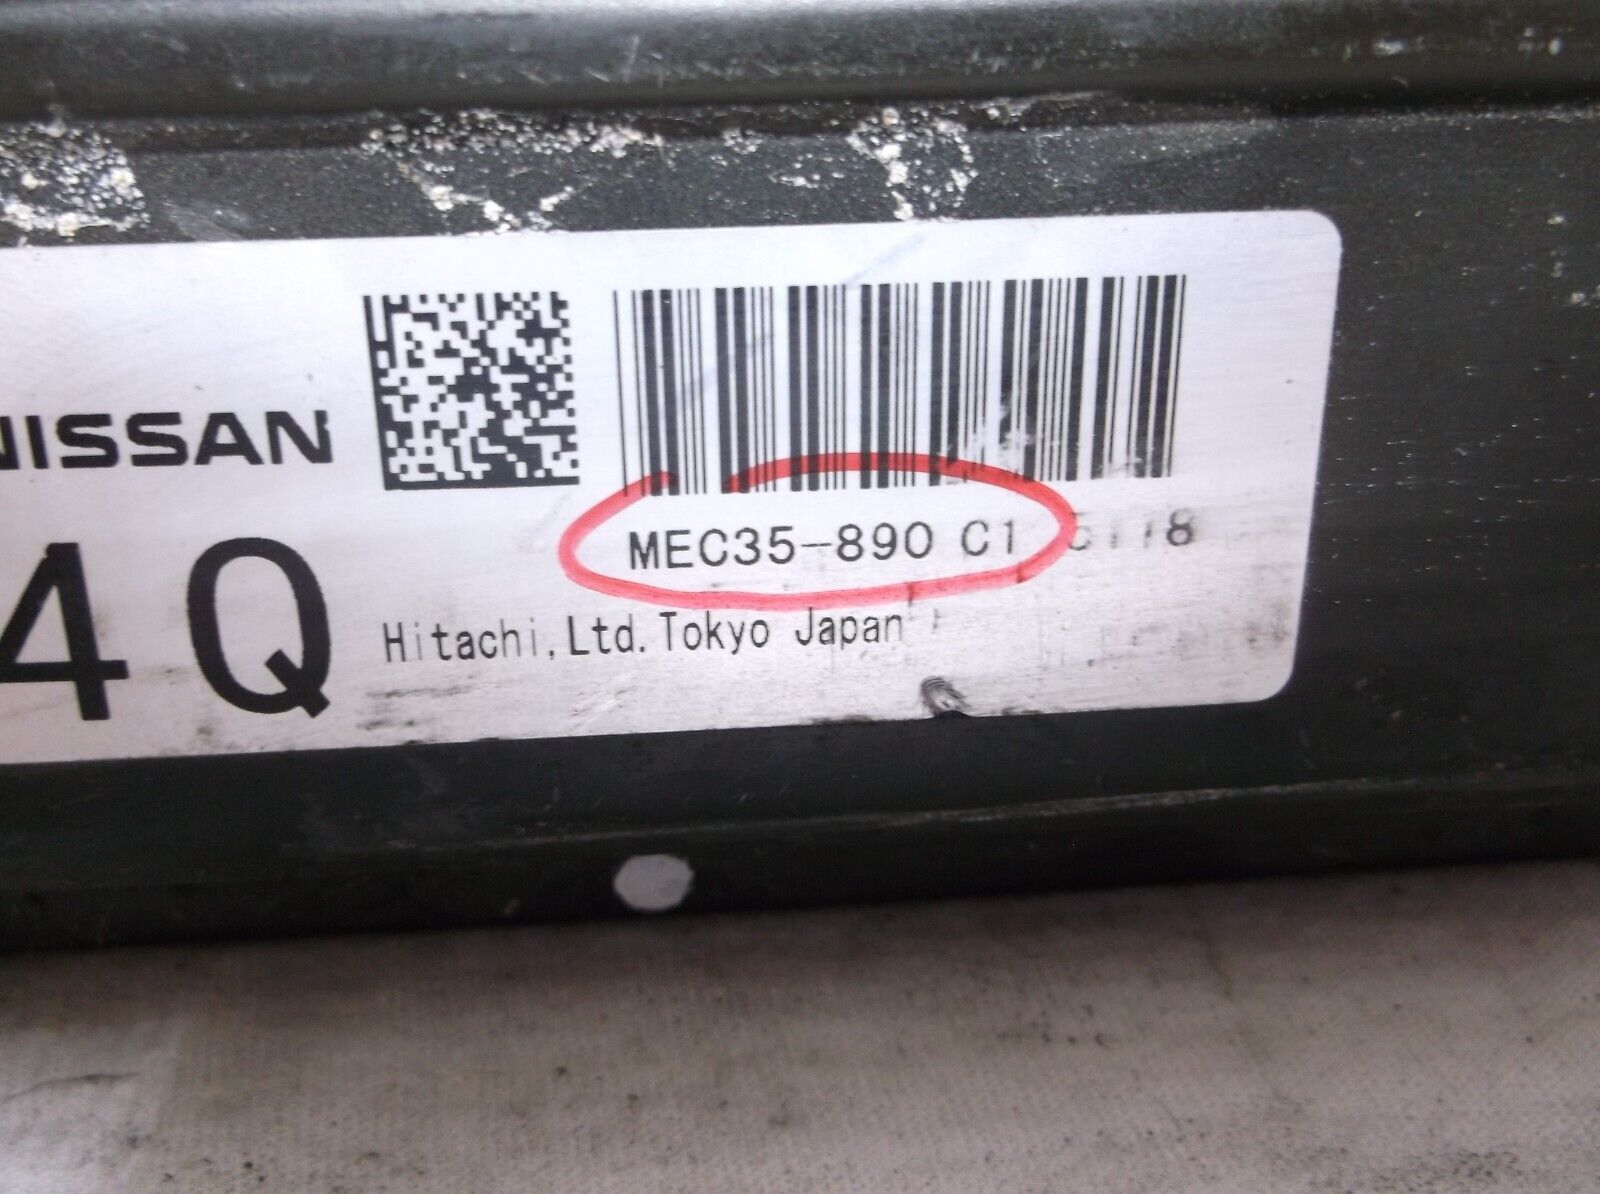 NISSAN
4Q
MEC35-890 C1
Hitachi, Ltd. Tokyo Japan